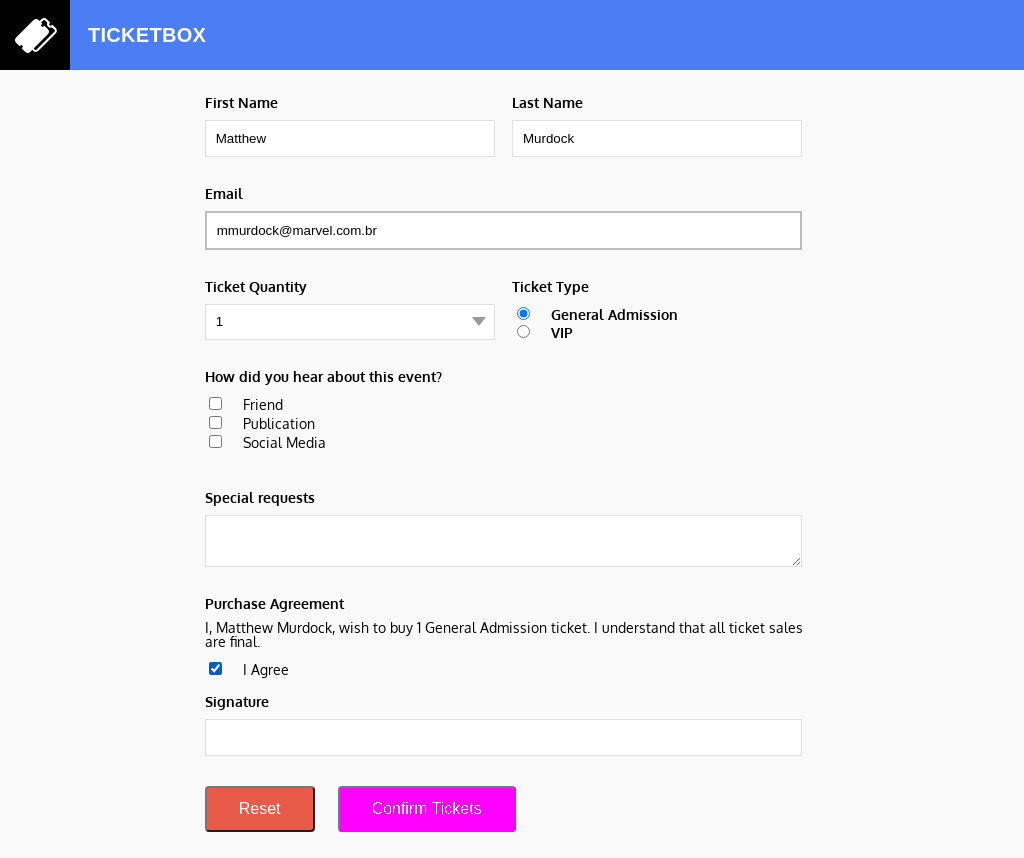 TICKETBOX
First Name
Last Name
Matthew
Murdock
Email
mmurdock@marvel.com.br
Ticket Quantity
Ticket Type
1
General Admission
VIP
How did you hear about this event?
Friend
Publication
Social Media
Special requests
Purchase Agreement
I, Matthew Murdock, wish to buy 1 General Admission ticket. I understand that all ticket sales
are final.
I Agree
Signature
Reset
Confirm Tickets